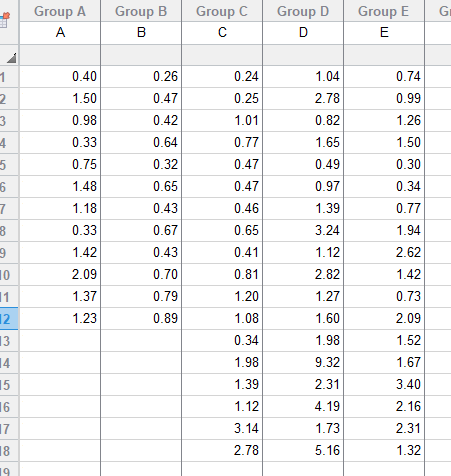 Group A Group B Group C Group D Group E
A B C D E
1 0.40 0.26 0.24 1.04 0.74
2 1.50 0.47 0.25 2.78 0.99
3 0.98 0.42 1.01 0.82 1.26
4 0.33 0.64 0.77 1.65 1.50
5 0.75 0.32 0.47 0.49 0.30
6 1.48 0.65 0.47 0.97 0.34
7 1.18 0.43 0.46 1.39 0.77
8 0.33 0.67 0.65 3.24 1.94
9 1.42 0.43 0.41 1.12 2.62
10 2.09 0.70 0.81 2.82 1.42
11 1.37 0.79 1.20 1.27 0.73
12 1.23 0.89 1.08 1.60 2.09
13 0.34 1.98 1.52
14 1.98 9.32 1.67
15 1.39 2.31 3.40
16 1.12 4.19 2.16
17 3.14 1.73 2.31
18 2.78 5.16 1.32
19